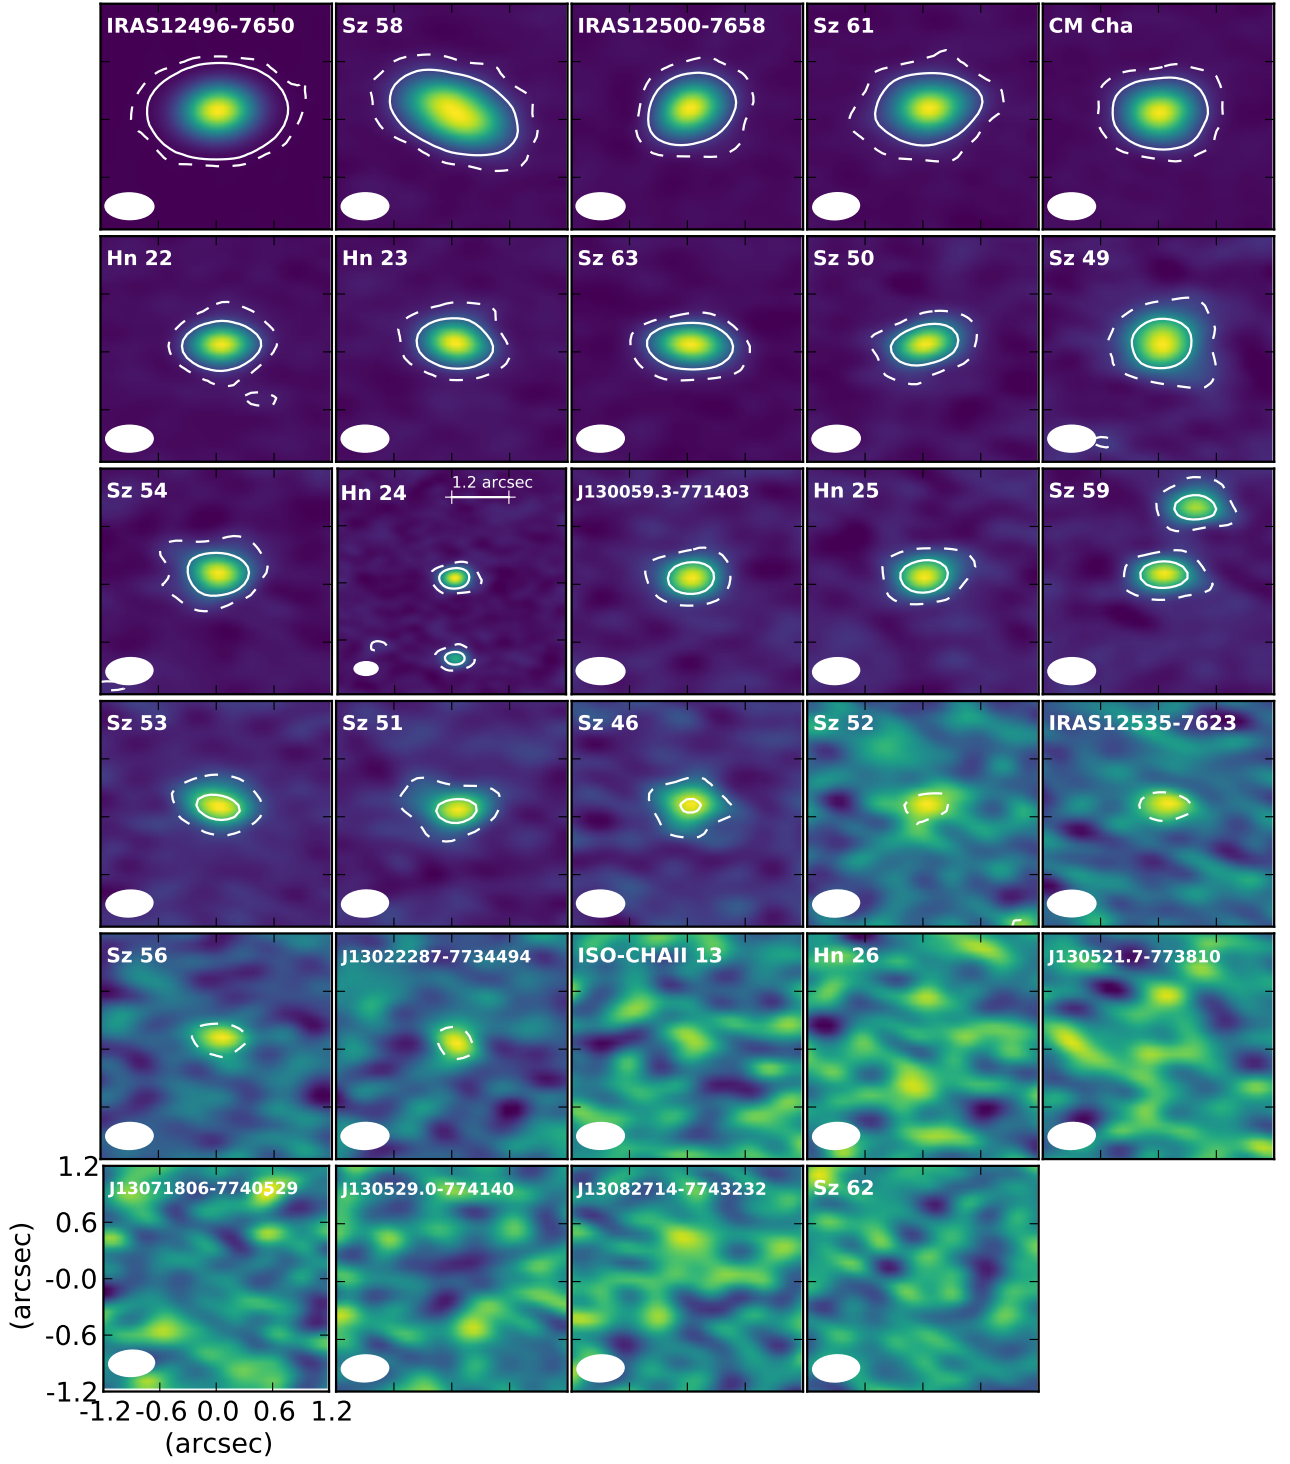 IRAS12496-7650
Sz 58
IRAS12500-7658
Sz 61
CM Cha
Hn 22
Hn 23
Sz 63
Sz 50
Sz 49
Sz 54
Hn 24
1.2 arcsec
J130059.3-771403
Hn 25
Sz 59
Sz 53
Sz 51
Sz 46
Sz 52
IRAS12535-7623
Sz 56
J13022287-7734494
ISO-CHAII 13
Hn 26
J130521.7-773810
J13071806-7740529
J130529.0-774140
J13082714-7743232
Sz 62
1.2
0.6
-0.0
-0.6
-1.2
(arcsec)
-1.2 -0.6 0.0 0.6 1.2
(arcsec)